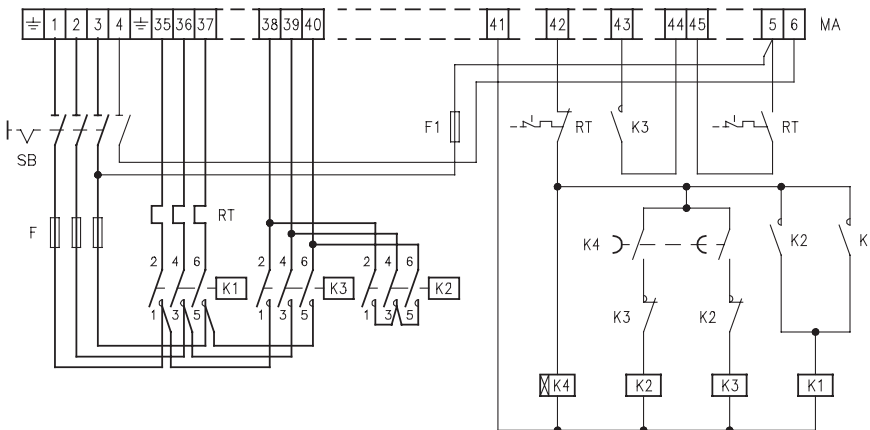 1 2 3 4 35 36 37 38 39 40 41 42 43 44 45 5 6 MA
F1 RT K3 RT
SB
F RT K4 K2 K
2 4 6 2 4 6 2 4 6
K1 K3 K2
1 3 5 1 3 5 1 3 5
K3 K2
K4 K2 K3 K1